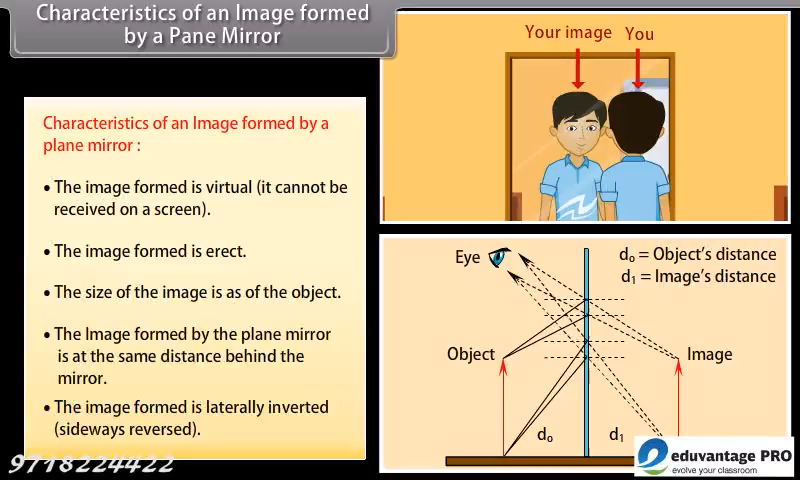 Characteristics of an Image formed
by a Pane Mirror
Characteristics of an Image formed by a
plane mirror :
• The image formed is virtual (it cannot be
received on a screen).
• The image formed is erect.
• The size of the image is as of the object.
• The Image formed by the plane mirror
is at the same distance behind the
mirror.
• The image formed is laterally inverted
(sideways reversed).
9718224422
Your image
You
Eye
dₒ = Object's distance
d₁ = Image's distance
Object
Image
dₒ
d₁
eduvantage PRO
evolve your classroom